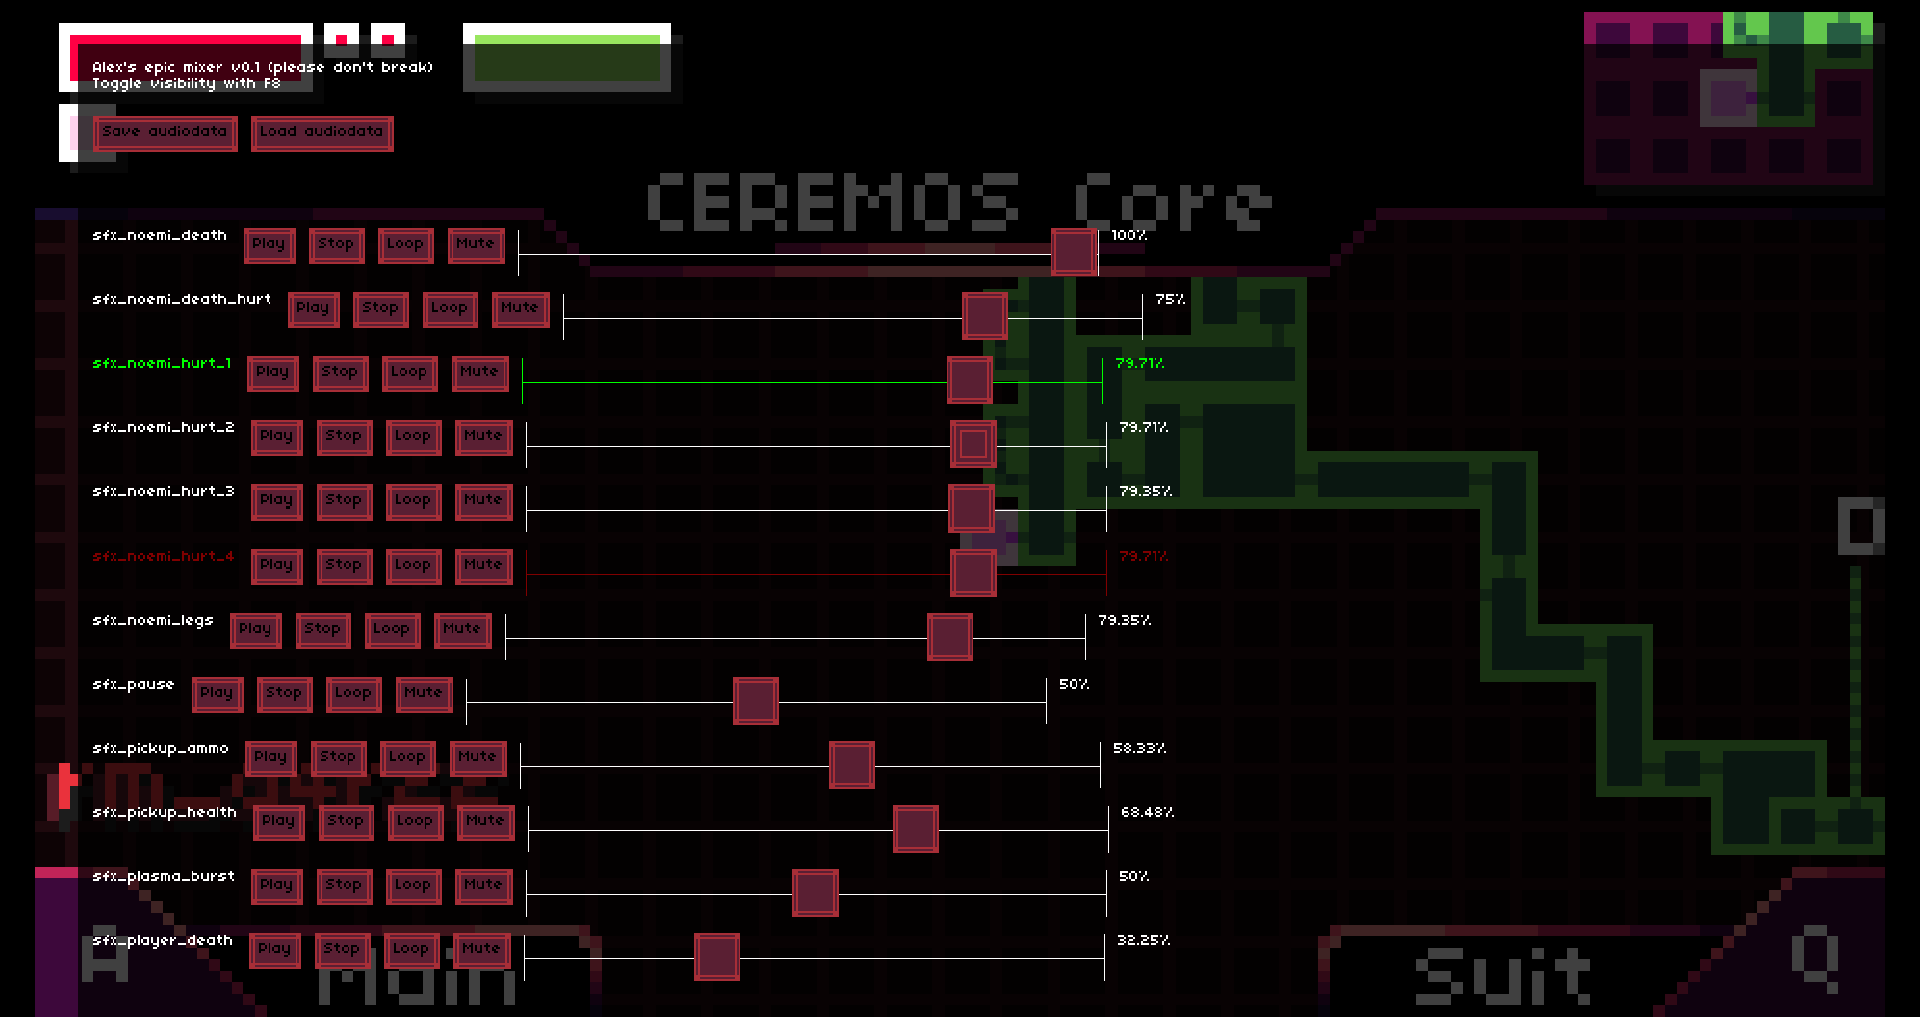 Alex's epic mixer v0.1 (please don't break)
Toggle visibility with F8
Save audiodata Load audiodata
CEREMOS Core
sfx_noemi_death Play Stop Loop Mute 100%
sfx_noemi_death_hurt Play Stop Loop Mute 75%
sfx_noemi_hurt_1 Play Stop Loop Mute 79.71%
sfx_noemi_hurt_2 Play Stop Loop Mute 79.71%
sfx_noemi_hurt_3 Play Stop Loop Mute 79.35%
D
sfx_noemi_hurt_4 Play Stop Loop Mute 79.71%
sfx_noemi_legs Play Stop Loop Mute 79.35%
sfx_pause Play Stop Loop Mute 50%
sfx_pickup_ammo Play Stop Loop Mute 58.33%
sfx_pickup_health Play Stop Loop Mute 68.48%
sfx_plasma_burst Play Stop Loop Mute 50%
sfx_player_death Play Stop Loop Mute 32.25%
A Main Suit Q